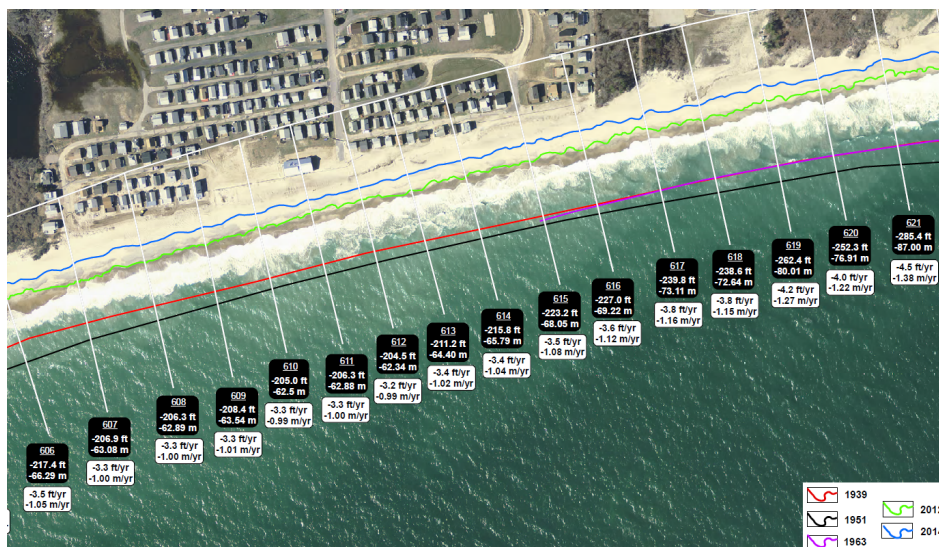 606
-217.4 ft
-66.29 m
-3.5 ft/yr
-1.05 m/yr
607
-206.9 ft
-63.08 m
-3.3 ft/yr
-1.00 m/yr
608
-206.3 ft
-62.89 m
-3.3 ft/yr
-1.00 m/yr
609
-208.4 ft
-63.54 m
-3.3 ft/yr
-1.01 m/yr
610
-205.0 ft
-62.5 m
-3.3 ft/yr
-0.99 m/yr
611
-206.3 ft
-62.88 m
-3.3 ft/yr
-1.00 m/yr
612
-204.5 ft
-62.34 m
-3.2 ft/yr
-0.99 m/yr
613
-211.2 ft
-64.40 m
-3.4 ft/yr
-1.02 m/yr
614
-215.8 ft
-65.79 m
-3.4 ft/yr
-1.04 m/yr
615
-223.2 ft
-68.05 m
-3.5 ft/yr
-1.08 m/yr
616
-227.0 ft
-69.22 m
-3.6 ft/yr
-1.12 m/yr
617
-239.8 ft
-73.11 m
-3.8 ft/yr
-1.16 m/yr
618
-238.6 ft
-72.64 m
-3.8 ft/yr
-1.15 m/yr
619
-262.4 ft
-80.01 m
-4.2 ft/yr
-1.27 m/yr
620
-252.3 ft
-76.91 m
-4.0 ft/yr
-1.22 m/yr
621
-285.4 ft
-87.00 m
-4.5 ft/yr
-1.38 m/yr
1939
1951
1963